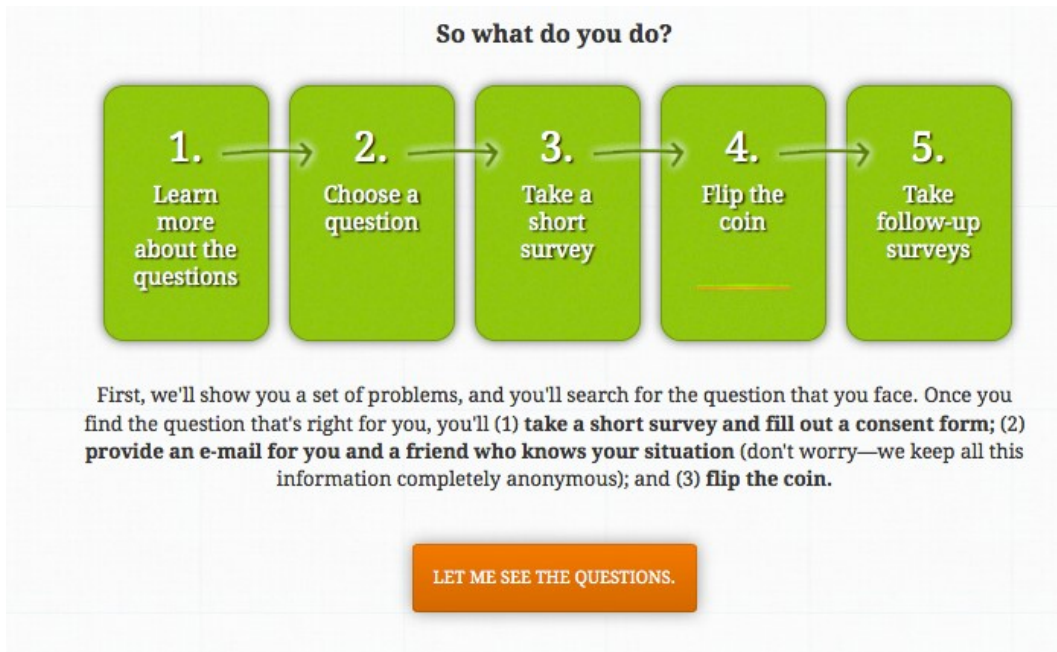 So what do you do?
1.
Learn
more
about the
questions
2.
Choose a
question
3.
Take a
short
survey
4.
Flip the
coin
5.
Take
follow-up
surveys
First, we'll show you a set of problems, and you'll search for the question that you face. Once you
find the question that's right for you, you'll (1) take a short survey and fill out a consent form; (2)
provide an e-mail for you and a friend who knows your situation (don't worry—we keep all this
information completely anonymous); and (3) flip the coin.
LET ME SEE THE QUESTIONS.